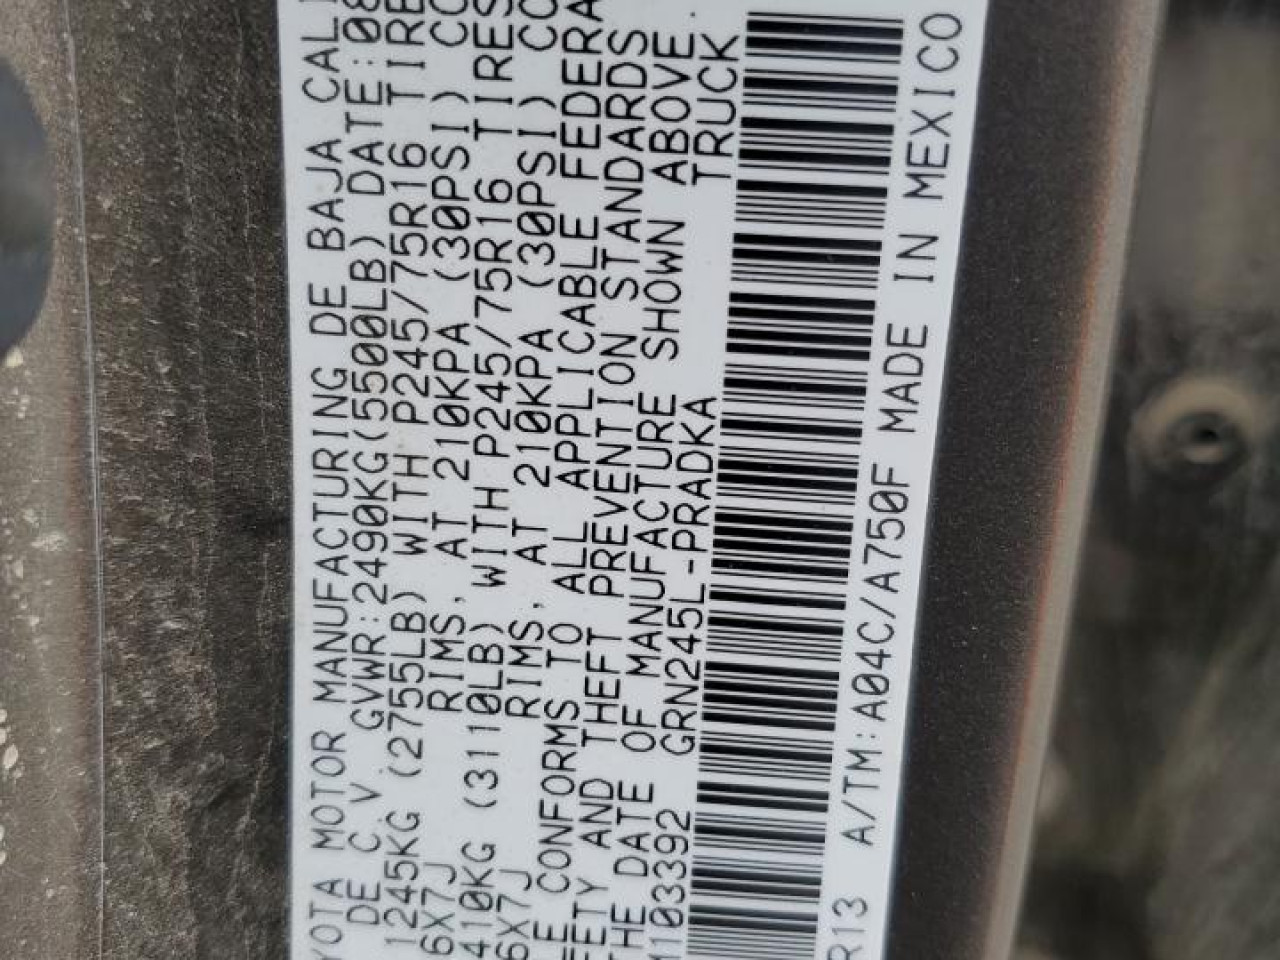 YOTA MOTOR MANUFACTURING DE BAJA CALI
DE C V GVWR:2490KG(5500LB) DATE:08
1245KG (2755LB) WITH P245/75R16 TIRE
6X7J RIMS, AT 210KPA (30PSI) CO
410KG (3110LB) WITH P245/75R16 TIRES
6X7J RIMS, AT 210KPA (30PSI) CO
LE CONFORMS TO ALL APPLICABLE FEDERA
FETY AND THEFT PREVENTION STANDARDS
THE DATE OF MANUFACTURE SHOWN ABOVE.
1103392 GRN245L-PRADKA TRUCK
R13 A/TM:A04C/A750F MADE IN MEXICO